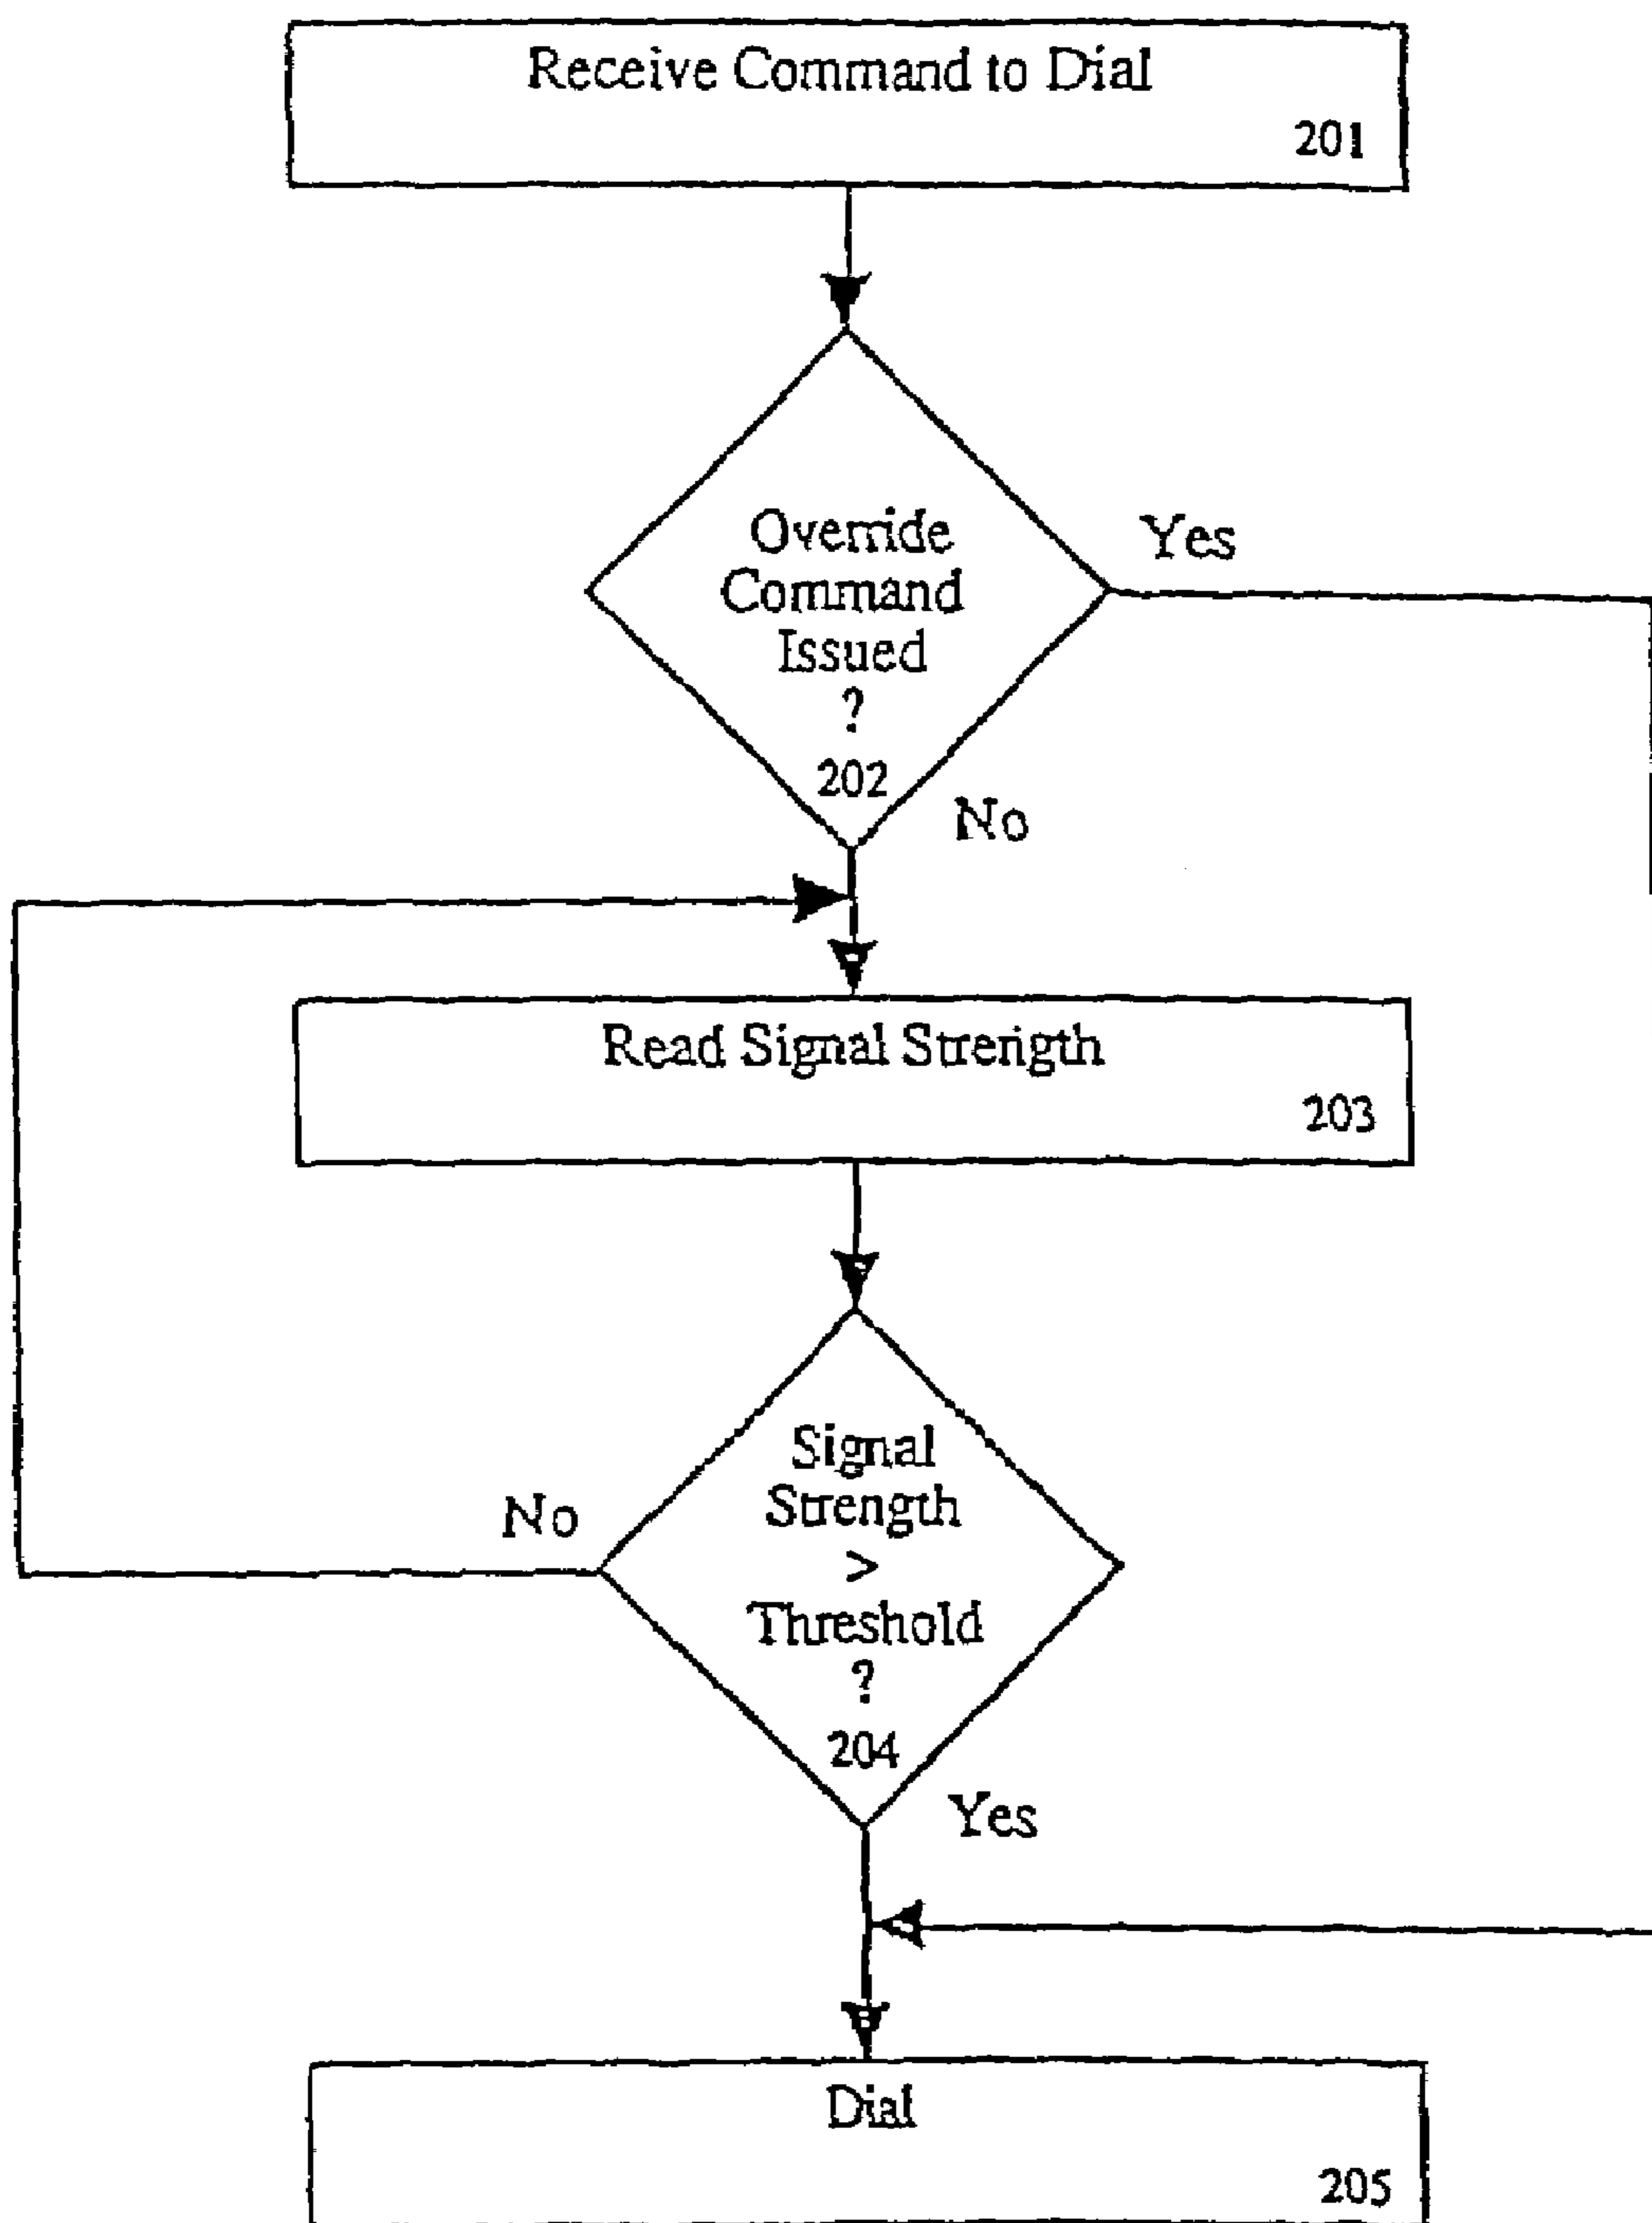 Receive Command to Dial
201
Override
Command
Issued
?
202
Yes
No
Read Signal Strength
203
Signal
Strength
>
Threshold
?
204
No
Yes
Dial
205